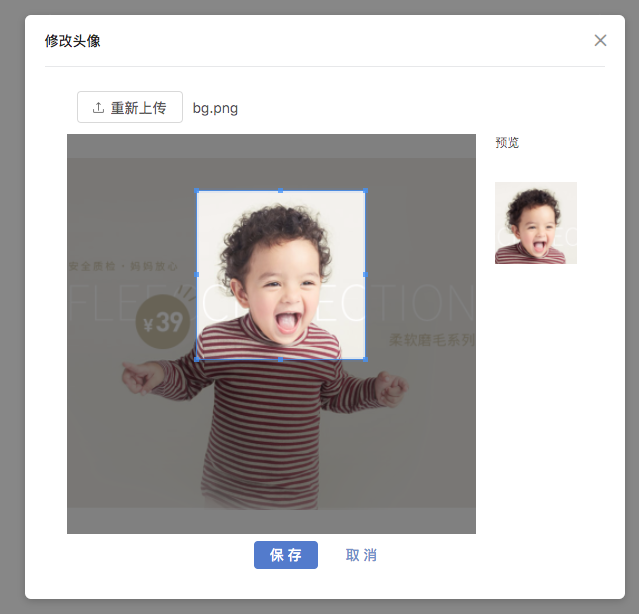 修改头像
重新上传 bg.png
预览
安全质检·妈妈放心
FLEECE COLLECTION
¥39
柔软磨毛系列
保存 取消